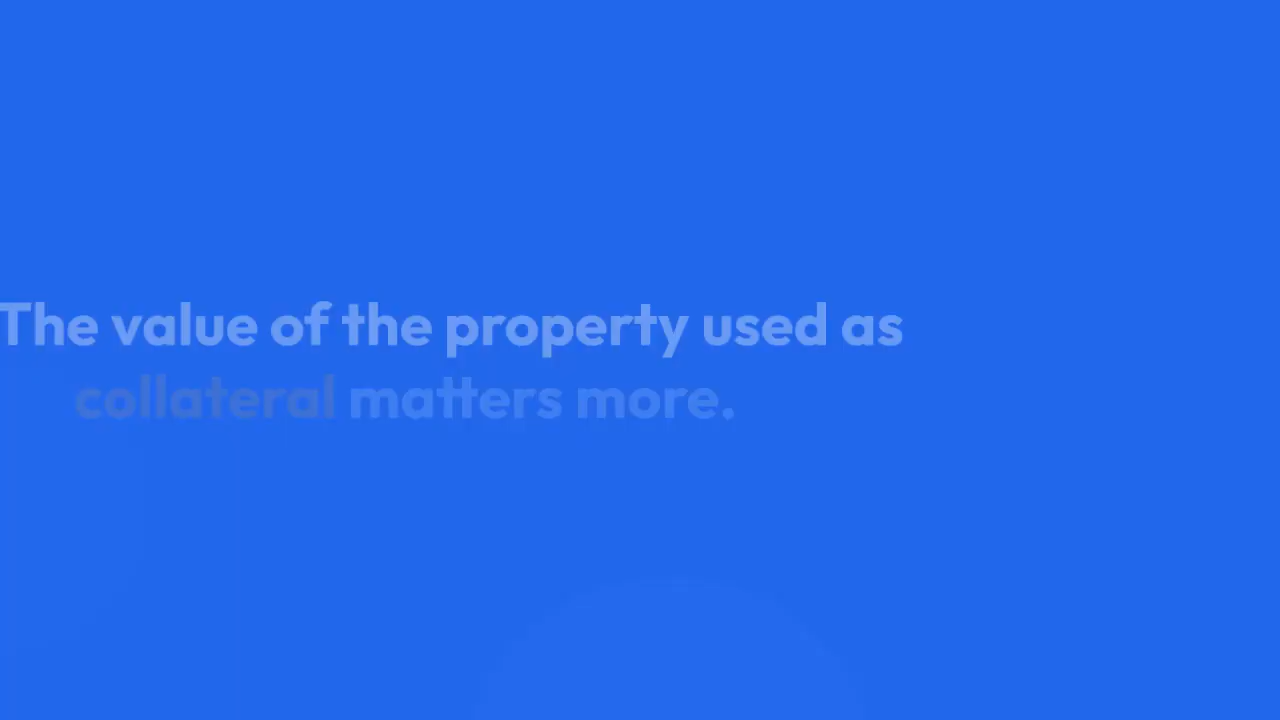 The value of the property used as
collateral matters more.